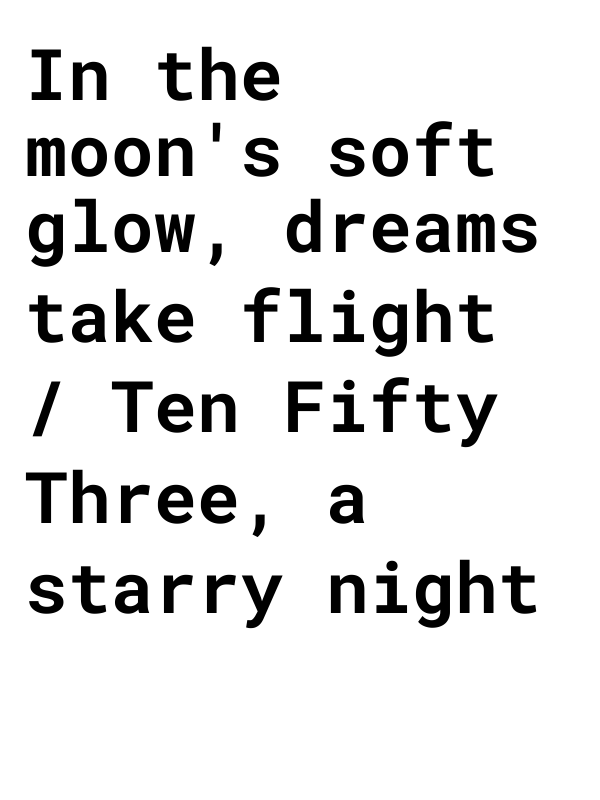 In the
moon's soft
glow, dreams
take flight
/ Ten Fifty
Three, a
starry night